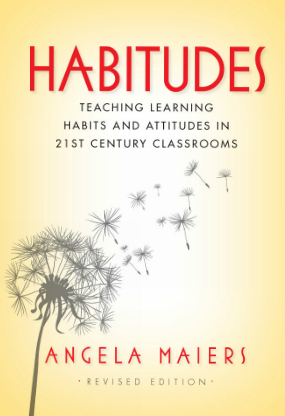 HABITUDES
TEACHING LEARNING
HABITS AND ATTITUDES IN
21ST CENTURY CLASSROOMS
ANGELA MAIERS
· REVISED EDITION ·